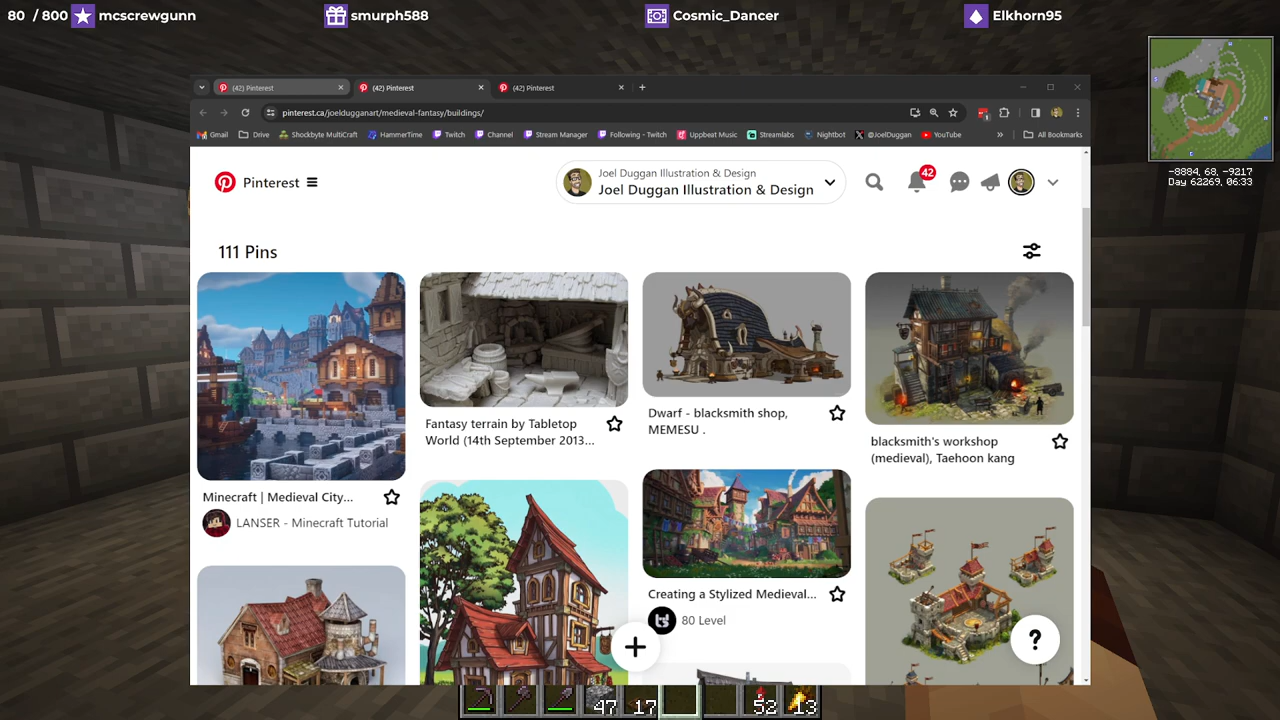 80 / 800 mcscrewgunn
smurph588
Cosmic_Dancer
Elkhorn95
(42) Pinterest
(42) Pinterest
(42) Pinterest
pinterest.ca/joeldugganart/medieval-fantasy/buildings/
Gmail Drive Shockbyte MultiCraft HammerTime Twitch Channel Stream Manager Following - Twitch Uppbeat Music Streamlabs Nightbot @JoelDuggan YouTube » All Bookmarks
-8884, 68, -9217
Day 62269, 06:33
Pinterest
Joel Duggan Illustration & Design
Joel Duggan Illustration & Design
42
111 Pins
Minecraft | Medieval City...
LANSER - Minecraft Tutorial
Fantasy terrain by Tabletop
World (14th September 2013...
Dwarf - blacksmith shop,
MEMESU .
Creating a Stylized Medieval...
80 Level
blacksmith's workshop
(medieval), Taehoon kang
?
47 17 52 13